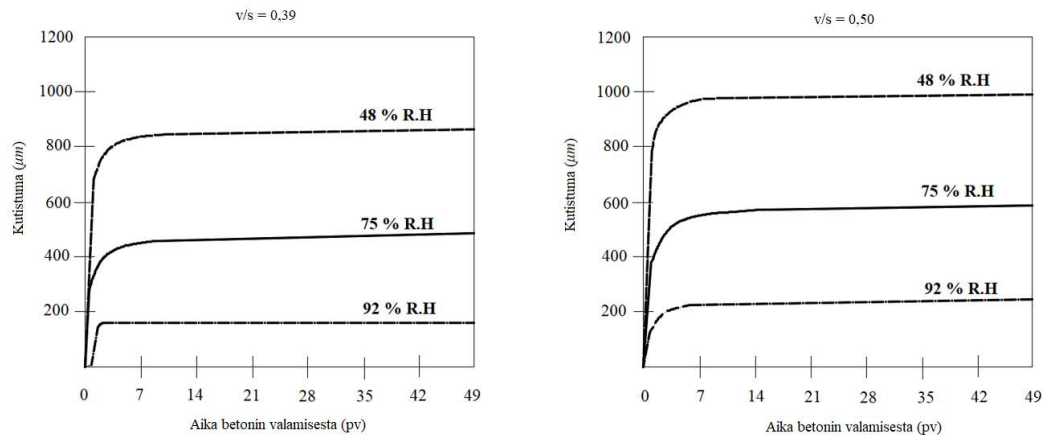 v/s = 0,39
1200
1000
800
600
400
200
48 % R.H
75 % R.H
92 % R.H
0 7 14 21 28 35 42 49
Kutistuma (µm)
Aika betonin valamisesta (pv)
v/s = 0,50
1200
1000
800
600
400
200
48 % R.H
75 % R.H
92 % R.H
0 7 14 21 28 35 42 49
Kutistuma (µm)
Aika betonin valamisesta (pv)